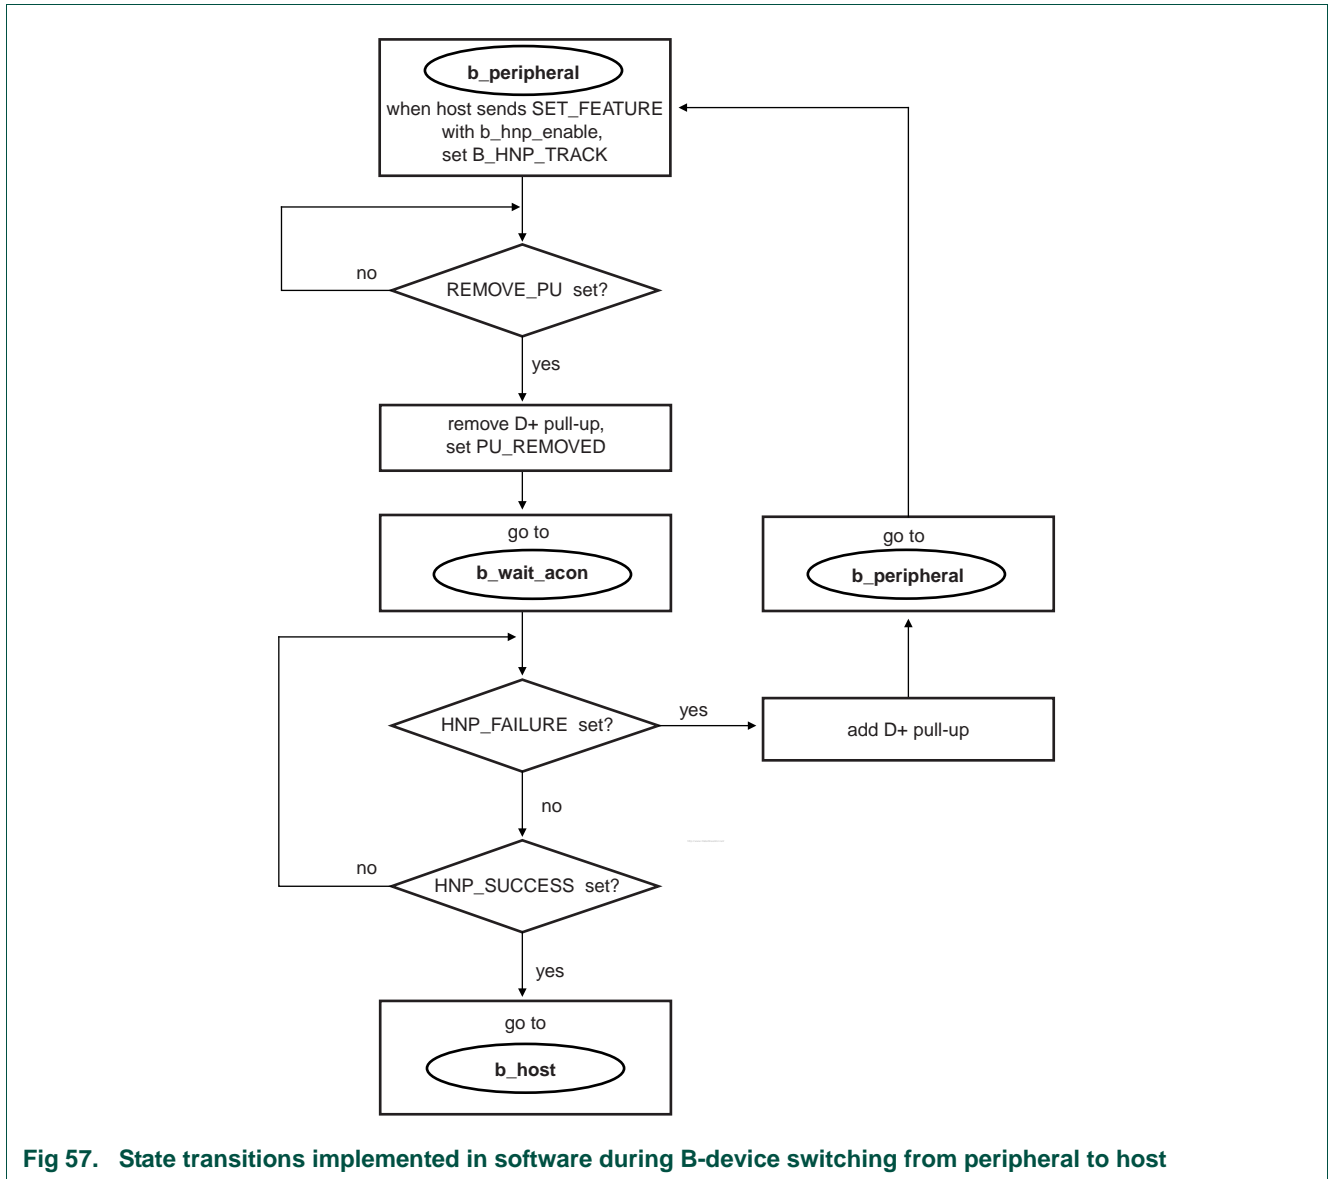 b_peripheral
when host sends SET_FEATURE
with b_hnp_enable,
set B_HNP_TRACK
no
REMOVE_PU set?
yes
remove D+ pull-up,
set PU_REMOVED
go to
b_wait_acon
go to
b_peripheral
HNP_FAILURE set?
yes
add D+ pull-up
no
no
HNP_SUCCESS set?
yes
go to
b_host
Fig 57. State transitions implemented in software during B-device switching from peripheral to host